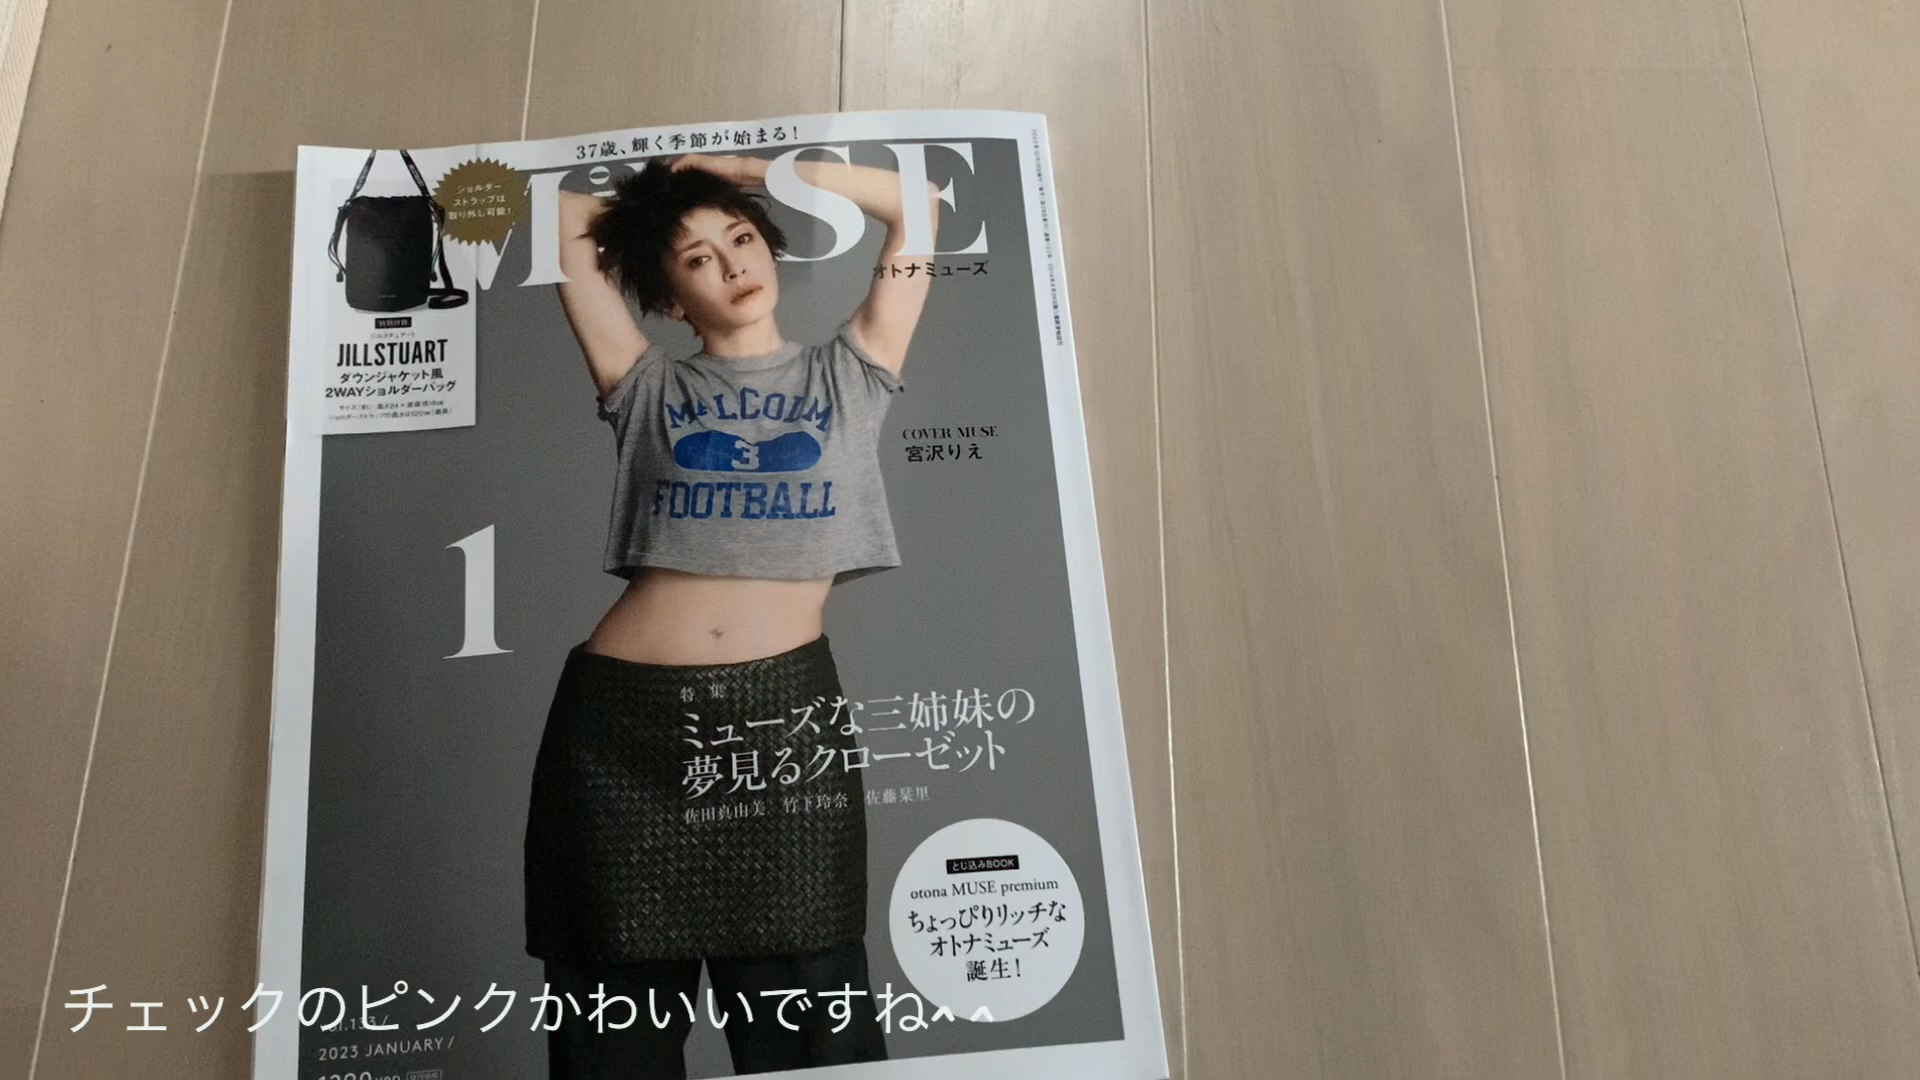 37歳、輝く季節が始まる!
MUSE
オトナミューズ
ショルダー
ストラップは
取り外し可能!
特別付録
JILLSTUART
ダウンジャケット風
2WAYショルダーバッグ
MALCOLM
3
FOOTBALL
COVER MUSE
宮沢りえ
1
特集
ミューズな三姉妹の
夢見るクローゼット
佐田真由美 竹下玲奈 佐藤栞里
とじ込みBOOK
otona MUSE premium
ちょっぴりリッチな
オトナミューズ
誕生!
チェックのピンクかわいいですね^ ^
vol.133 /
2023 JANUARY /